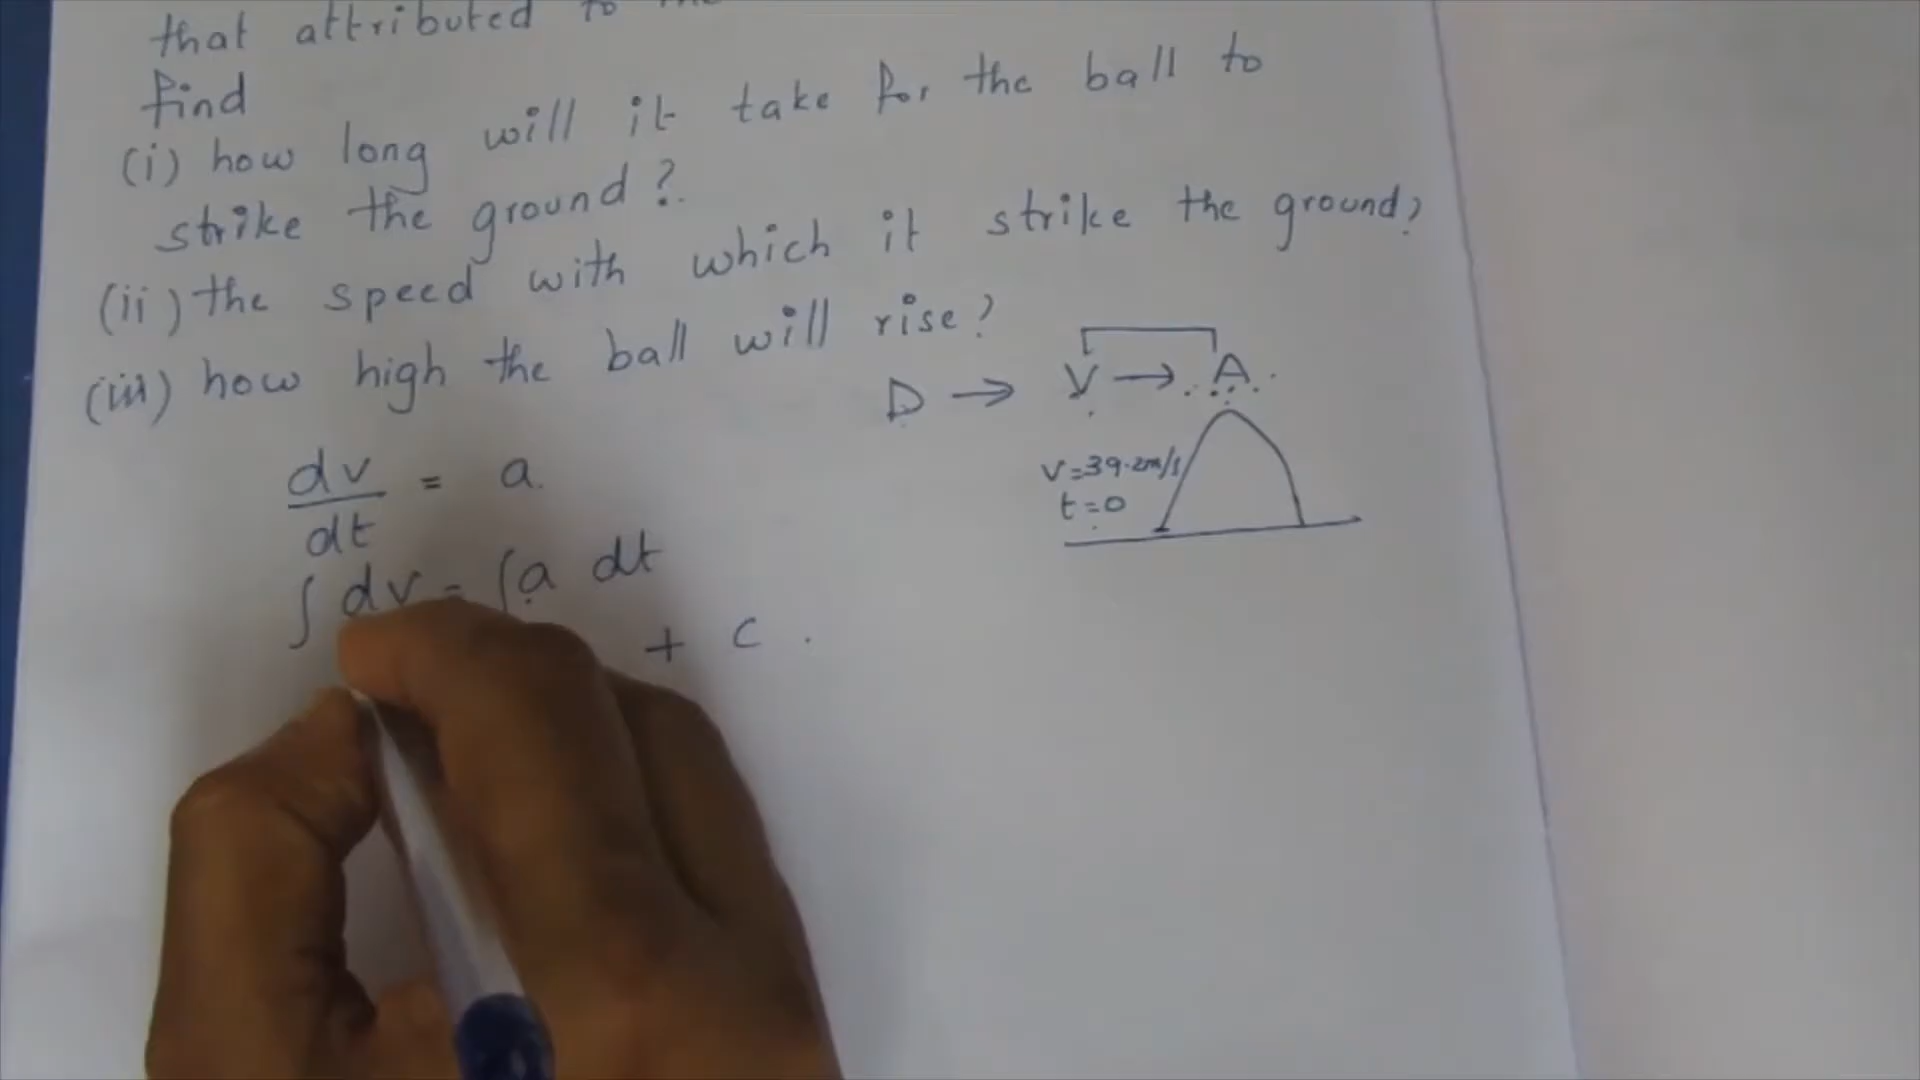 that attributed to the
find
(i) how long will it take for the ball to
strike the ground?
(ii) the speed with which it strike the ground?
(iii) how high the ball will rise?
D → V → A
V=39.2m/s
t=0
dv/dt = a.
∫dv = ∫a dt
+ c.